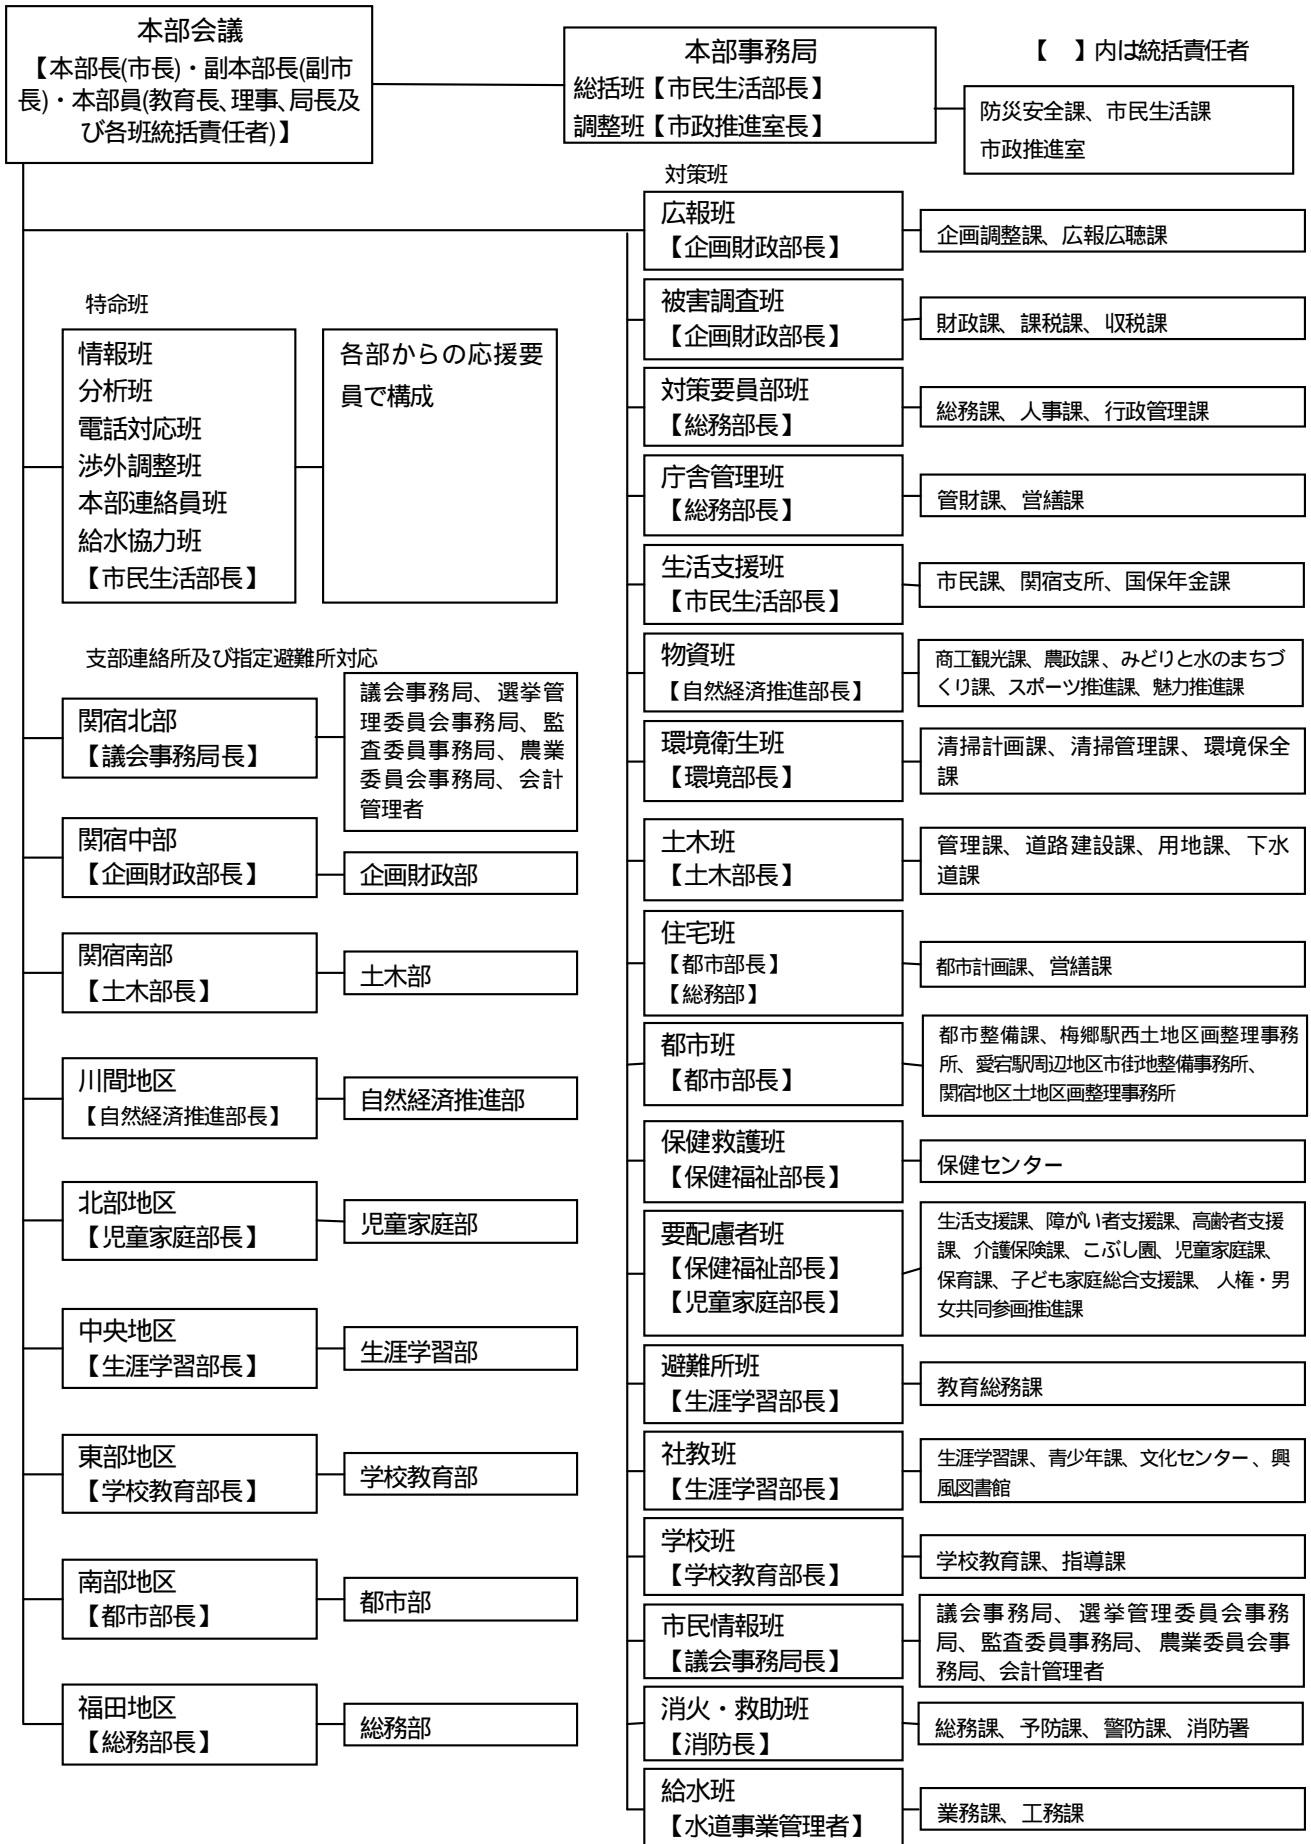 本部会議
【本部長(市長)・副本部長(副市
長)・本部員(教育長、理事、局長及
び各班統括責任者)】
本部事務局
総括班【市民生活部長】
調整班【市政推進室長】
【　】内は統括責任者
防災安全課、市民生活課
市政推進室
特命班
情報班
分析班
電話対応班
渉外調整班
本部連絡員班
給水協力班
【市民生活部長】
各部からの応援要
員で構成
支部連絡所及び指定避難所対応
関宿北部
【議会事務局長】
議会事務局、選挙管
理委員会事務局、監
査委員事務局、農業
委員会事務局、会計
管理者
関宿中部
【企画財政部長】
企画財政部
関宿南部
【土木部長】
土木部
川間地区
【自然経済推進部長】
自然経済推進部
北部地区
【児童家庭部長】
児童家庭部
中央地区
【生涯学習部長】
生涯学習部
東部地区
【学校教育部長】
学校教育部
南部地区
【都市部長】
都市部
福田地区
【総務部長】
総務部
対策班
広報班
【企画財政部長】
企画調整課、広報広聴課
被害調査班
【企画財政部長】
財政課、課税課、収税課
対策要員部班
【総務部長】
総務課、人事課、行政管理課
庁舎管理班
【総務部長】
管財課、営繕課
生活支援班
【市民生活部長】
市民課、関宿支所、国保年金課
物資班
【自然経済推進部長】
商工観光課、農政課、みどりと水のまちづ
くり課、スポーツ推進課、魅力推進課
環境衛生班
【環境部長】
清掃計画課、清掃管理課、環境保全
課
土木班
【土木部長】
管理課、道路建設課、用地課、下水
道課
住宅班
【都市部長】
【総務部】
都市計画課、営繕課
都市班
【都市部長】
都市整備課、梅郷駅西土地区画整理事務
所、愛宕駅周辺地区市街地整備事務所、
関宿地区土地区画整理事務所
保健救護班
【保健福祉部長】
保健センター
要配慮者班
【保健福祉部長】
【児童家庭部長】
生活支援課、障がい者支援課、高齢者支援
課、介護保険課、こぶし園、児童家庭課、
保育課、子ども家庭総合支援課、人権・男
女共同参画推進課
避難所班
【生涯学習部長】
教育総務課
社教班
【生涯学習部長】
生涯学習課、青少年課、文化センター、興
風図書館
学校班
【学校教育部長】
学校教育課、指導課
市民情報班
【議会事務局長】
議会事務局、選挙管理委員会事務
局、監査委員事務局、農業委員会事
務局、会計管理者
消火・救助班
【消防長】
総務課、予防課、警防課、消防署
給水班
【水道事業管理者】
業務課、工務課